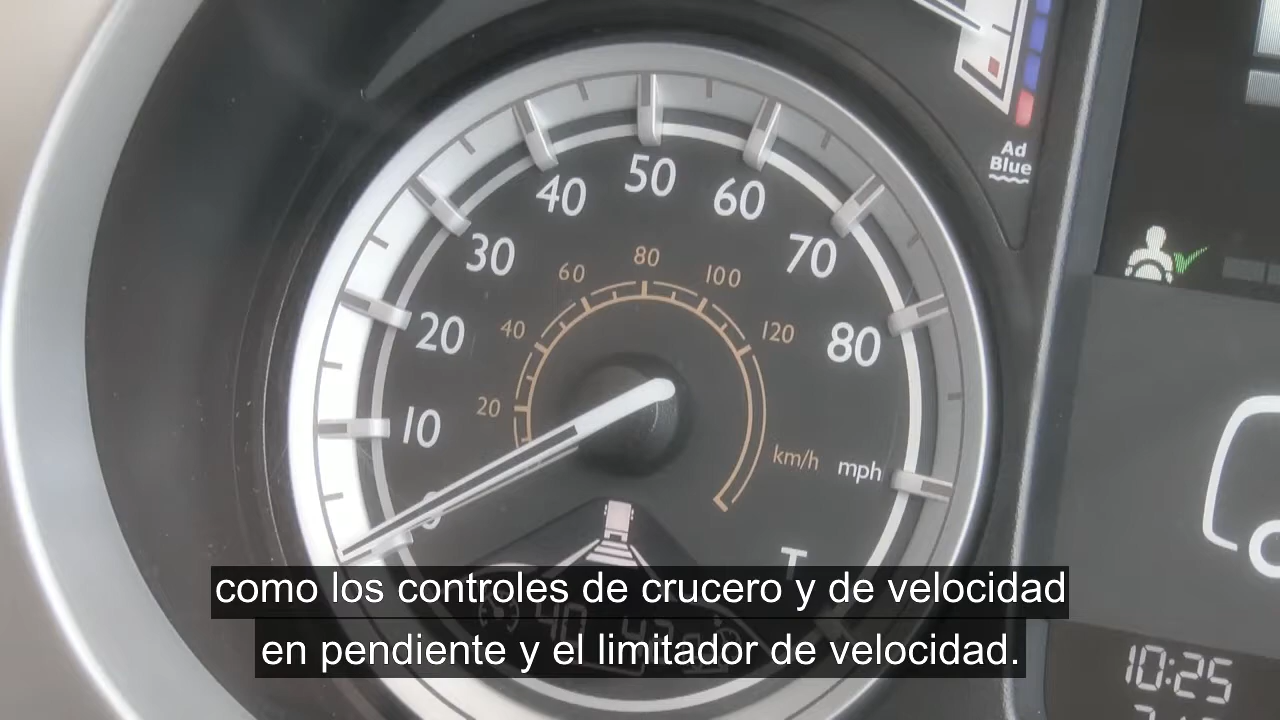 Ad
Blue
50
40
60
30
70
80
60
100
20
40
120
80
20
10
km/h
mph
0
T
como los controles de crucero y de velocidad
en pendiente y el limitador de velocidad.
10:25